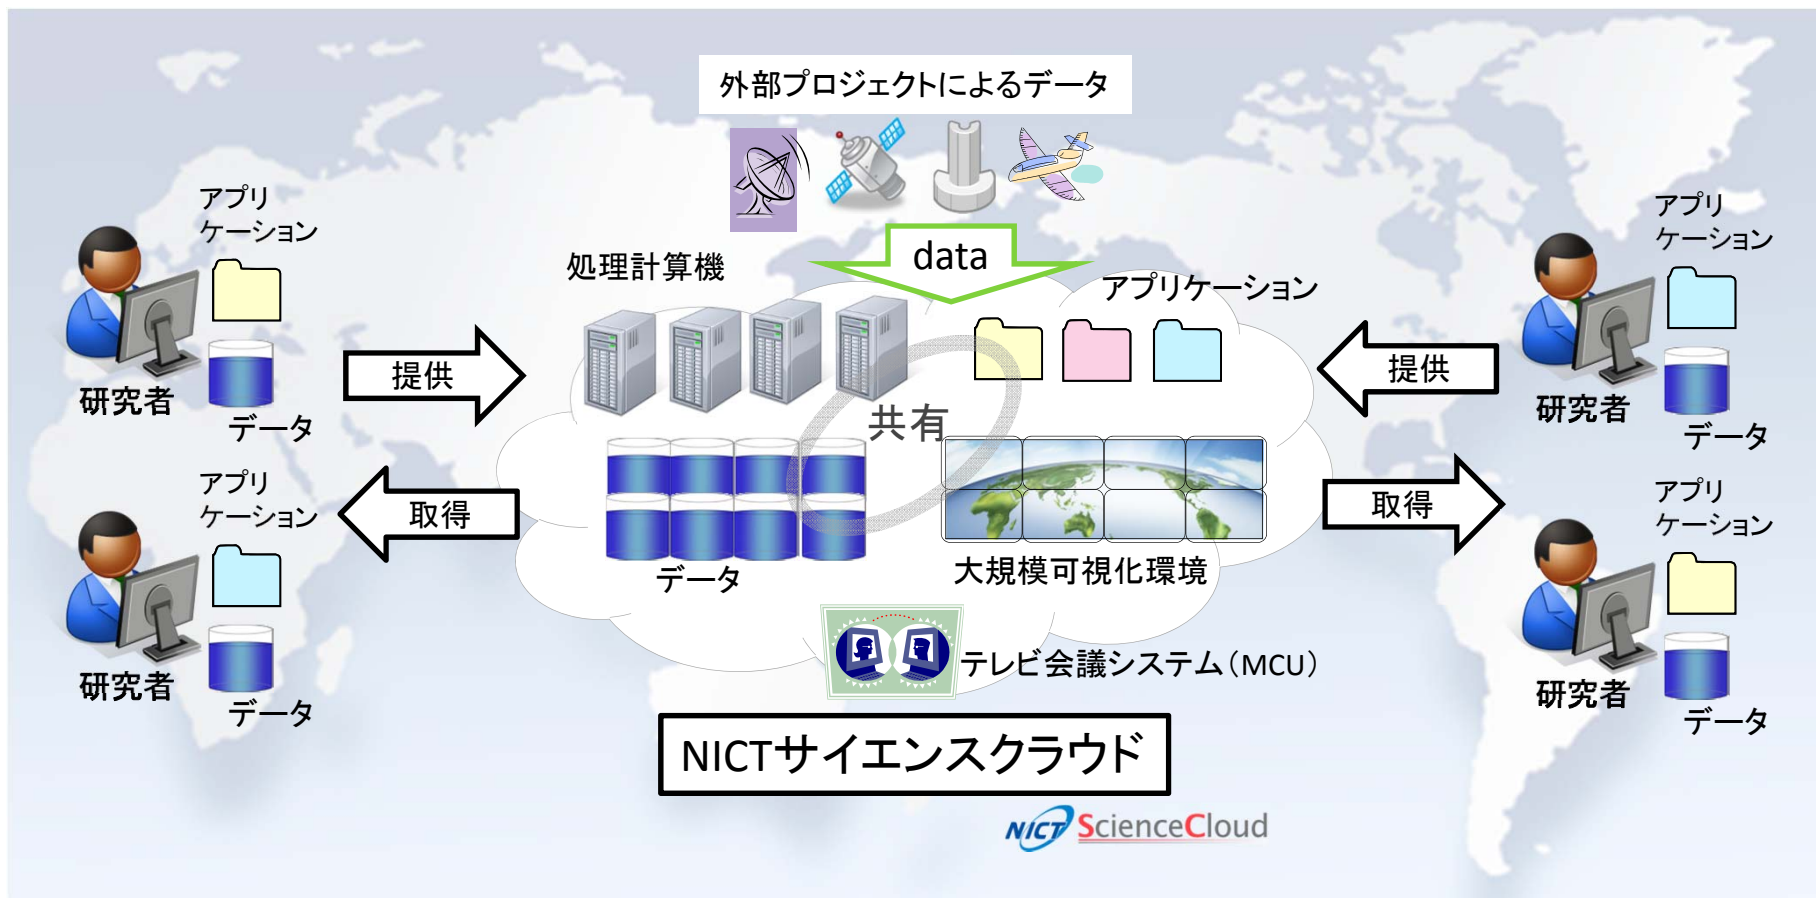 外部プロジェクトによるデータ
data
処理計算機
アプリケーション
共有
データ
大規模可視化環境
テレビ会議システム（MCU）
アプリ
ケーション
研究者
データ
提供
アプリ
ケーション
研究者
データ
取得
アプリ
ケーション
研究者
データ
提供
アプリ
ケーション
研究者
データ
取得
NICTサイエンスクラウド
NICT ScienceCloud